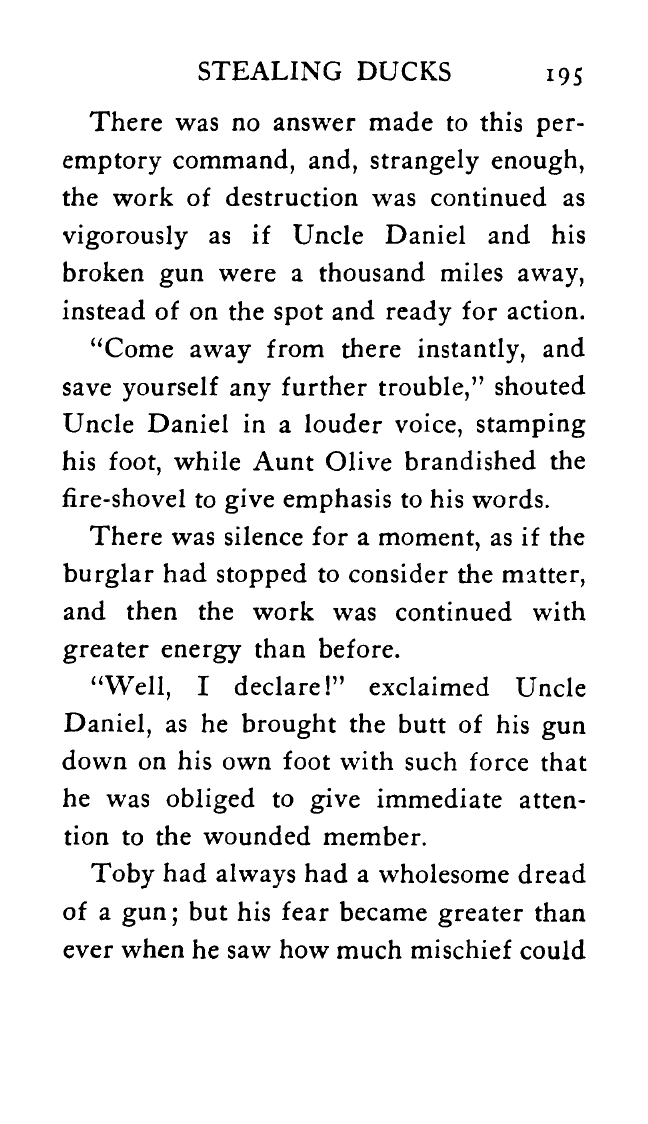 STEALING DUCKS 195
There was no answer made to this per-
emptory command, and, strangely enough,
the work of destruction was continued as
vigorously as if Uncle Daniel and his
broken gun were a thousand miles away,
instead of on the spot and ready for action.
“Come away from there instantly, and
save yourself any further trouble,” shouted
Uncle Daniel in a louder voice, stamping
his foot, while Aunt Olive brandished the
fire-shovel to give emphasis to his words.
There was silence for a moment, as if the
burglar had stopped to consider the matter,
and then the work was continued with
greater energy than before.
“Well, I declare!” exclaimed Uncle
Daniel, as he brought the butt of his gun
down on his own foot with such force that
he was obliged to give immediate atten-
tion to the wounded member.
Toby had always had a wholesome dread
of a gun; but his fear became greater than
ever when he saw how much mischief could